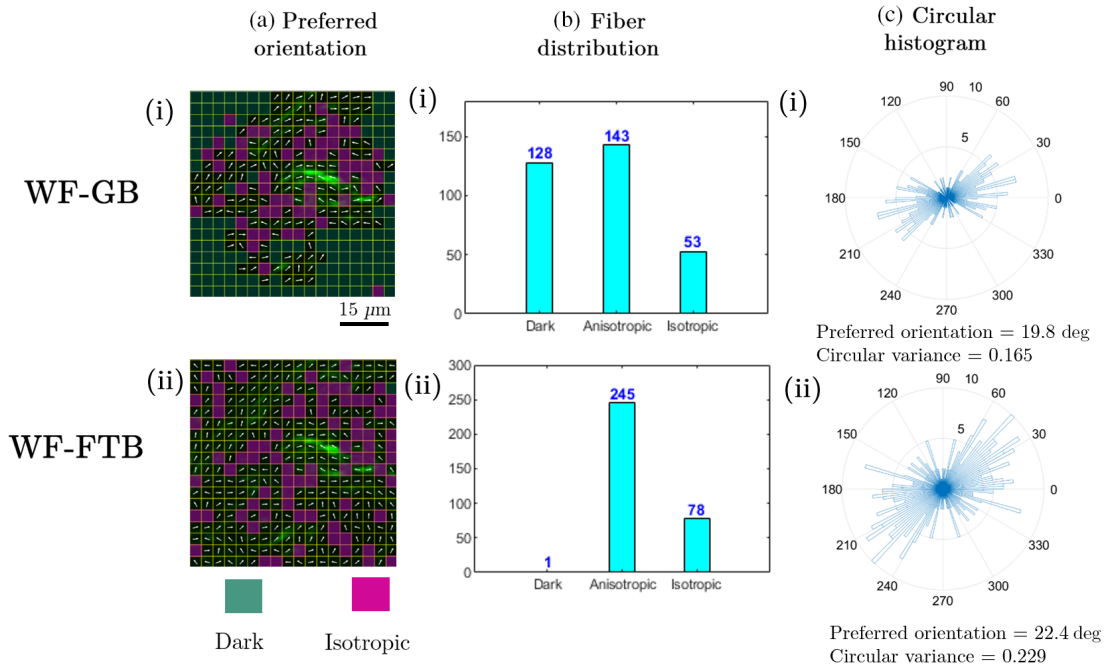 (a) Preferred
orientation
(b) Fiber
distribution
(c) Circular
histogram
WF-GB
(i)
15 µm
(i)
150
100
50
0
128
143
53
Dark
Anisotropic
Isotropic
(i)
90
10
60
120
5
150
30
180
0
210
330
240
300
270
Preferred orientation = 19.8 deg
Circular variance = 0.165
WF-FTB
(ii)
Dark
Isotropic
(ii)
300
250
200
150
100
50
0
1
245
78
Dark
Anisotropic
Isotropic
(ii)
90
10
60
120
5
150
30
180
0
210
330
240
300
270
Preferred orientation = 22.4 deg
Circular variance = 0.229